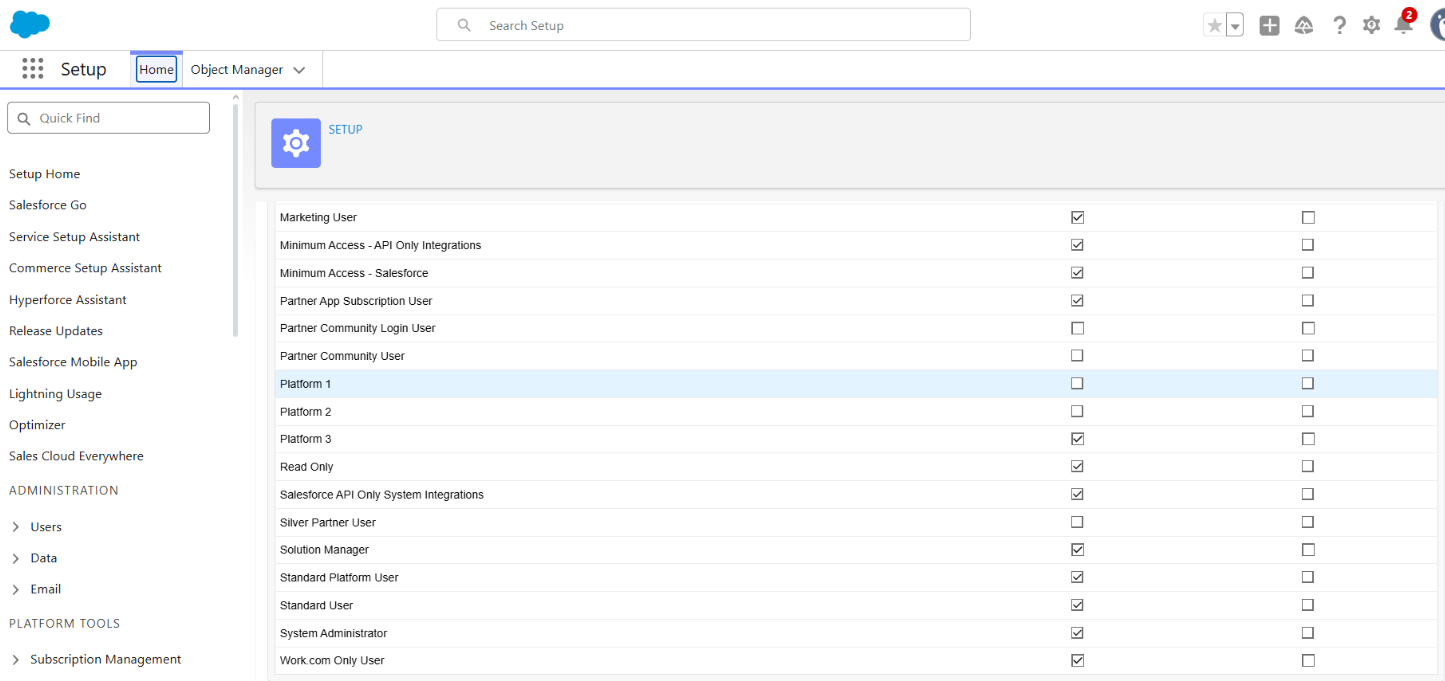 Search Setup
2
Setup
Home
Object Manager
Quick Find
Setup Home
Salesforce Go
Service Setup Assistant
Commerce Setup Assistant
Hyperforce Assistant
Release Updates
Salesforce Mobile App
Lightning Usage
Optimizer
Sales Cloud Everywhere
ADMINISTRATION
Users
Data
Email
PLATFORM TOOLS
Subscription Management
SETUP
Marketing User
Minimum Access - API Only Integrations
Minimum Access - Salesforce
Partner App Subscription User
Partner Community Login User
Partner Community User
Platform 1
Platform 2
Platform 3
Read Only
Salesforce API Only System Integrations
Silver Partner User
Solution Manager
Standard Platform User
Standard User
System Administrator
Work.com Only User